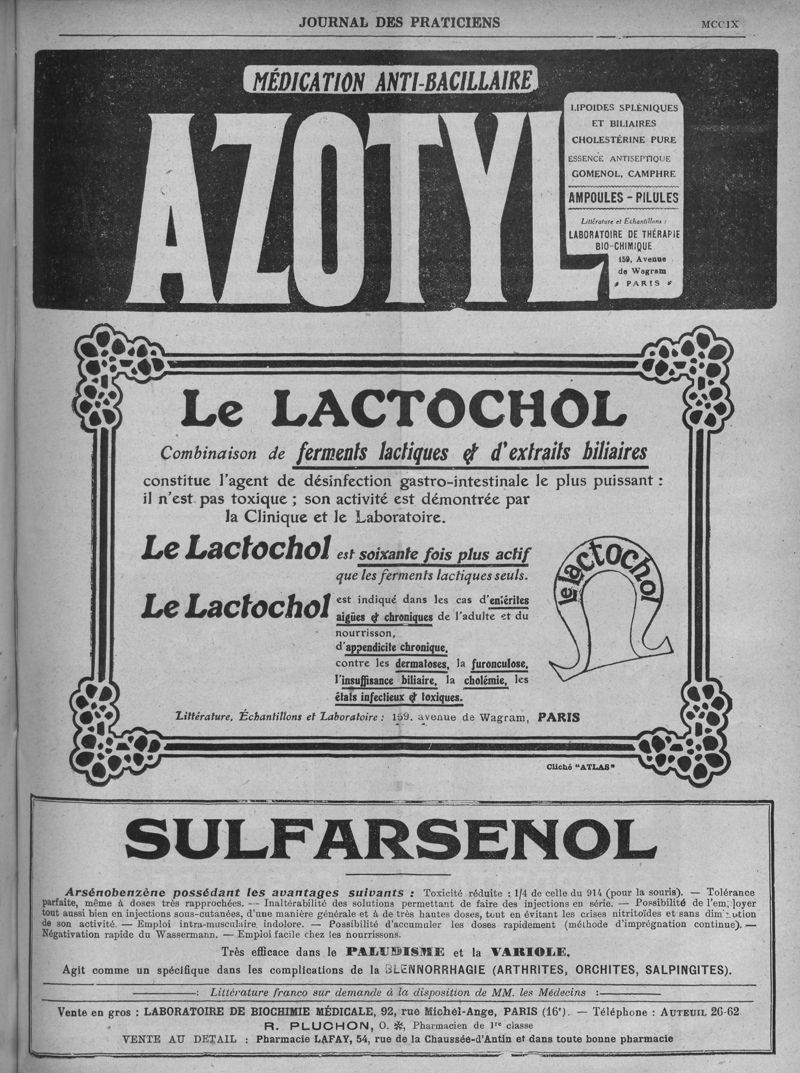 JOURNAL DES PRATICIENS
MCCIX
MÉDICATION ANTI-BACILLAIRE
AZOTYL
LIPOIDES SPLÉNIQUES
ET BILIAIRES
CHOLESTÉRINE PURE
ESSENCE ANTISEPTIQUE
GOMENOL, CAMPHRE
AMPOULES - PILULES
Littérature et Echantillons :
LABORATOIRE DE THÉRAPIE
BIO-CHIMIQUE
159, Avenue
de Wagram
PARIS
Le LACTOCHOL
Combinaison de ferments lactiques & d'extraits biliaires
constitue l'agent de désinfection gastro-intestinale le plus puissant :
il n'est pas toxique ; son activité est démontrée par
la Clinique et le Laboratoire.
Le Lactochol est soixante fois plus actif
que les ferments lactiques seuls.
Le Lactochol est indiqué dans les cas d'entérites
aigües & chroniques de l'adulte et du
nourrisson,
d'appendicite chronique,
contre les dermatoses, la furonculose,
l'insuffisance biliaire, la cholémie, les
états infectieux & toxiques.
le lactochol
Littérature, Échantillons et Laboratoire : 159, avenue de Wagram, PARIS
Cliché "ATLAS"
SULFARSENOL
Arsénobenzène possédant les avantages suivants : Toxicité réduite : 1/4 de celle du 914 (pour la souris). — Tolérance
parfaite, même à doses très rapprochées. — Inaltérabilité des solutions permettant de faire des injections en série. — Possibilité de l'employer
tout aussi bien en injections sous-cutanées, d'une manière générale et à de très hautes doses, tout en évitant les crises nitritoïdes et sans diminution
de son activité. — Emploi intra-musculaire indolore. — Possibilité d'accumuler les doses rapidement (méthode d'imprégnation continue). —
Négativation rapide du Wassermann. — Emploi facile chez les nourrissons.
Très efficace dans le PALUDISME et la VARIOLE.
Agit comme un spécifique dans les complications de la BLENNORRHAGIE (ARTHRITES, ORCHITES, SALPINGITES).
: Littérature franco sur demande à la disposition de MM. les Médecins :
Vente en gros : LABORATOIRE DE BIOCHIMIE MÉDICALE, 92, rue Michel-Ange, PARIS (16e). — Téléphone : AUTEUIL 26-62
R. PLUCHON, O. ✻, Pharmacien de 1re classe
VENTE AU DETAIL : Pharmacie LAFAY, 54, rue de la Chaussée-d'Antin et dans toute bonne pharmacie